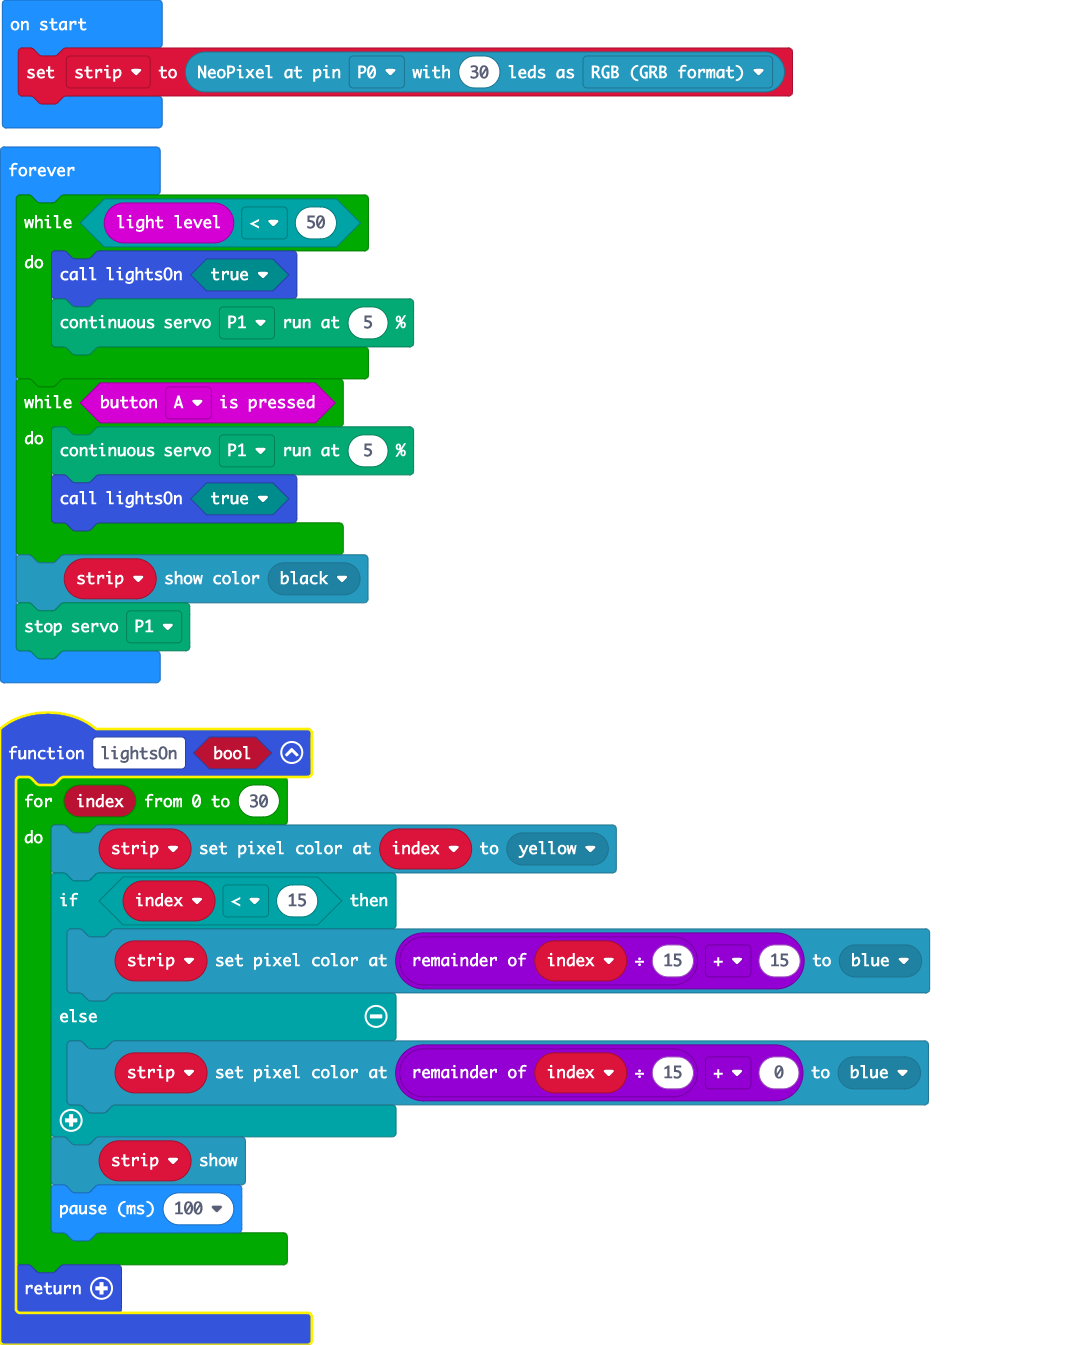 on start
set strip to NeoPixel at pin P0 with 30 leds as RGB (GRB format)
forever
while light level < 50
do
call lightsOn true
continuous servo P1 run at 5 %
while button A is pressed
do
continuous servo P1 run at 5 %
call lightsOn true
strip show color black
stop servo P1
function lightsOn bool
for index from 0 to 30
do
strip set pixel color at index to yellow
if index < 15 then
strip set pixel color at remainder of index ÷ 15 + 15 to blue
else
strip set pixel color at remainder of index ÷ 15 + 0 to blue
strip show
pause (ms) 100
return